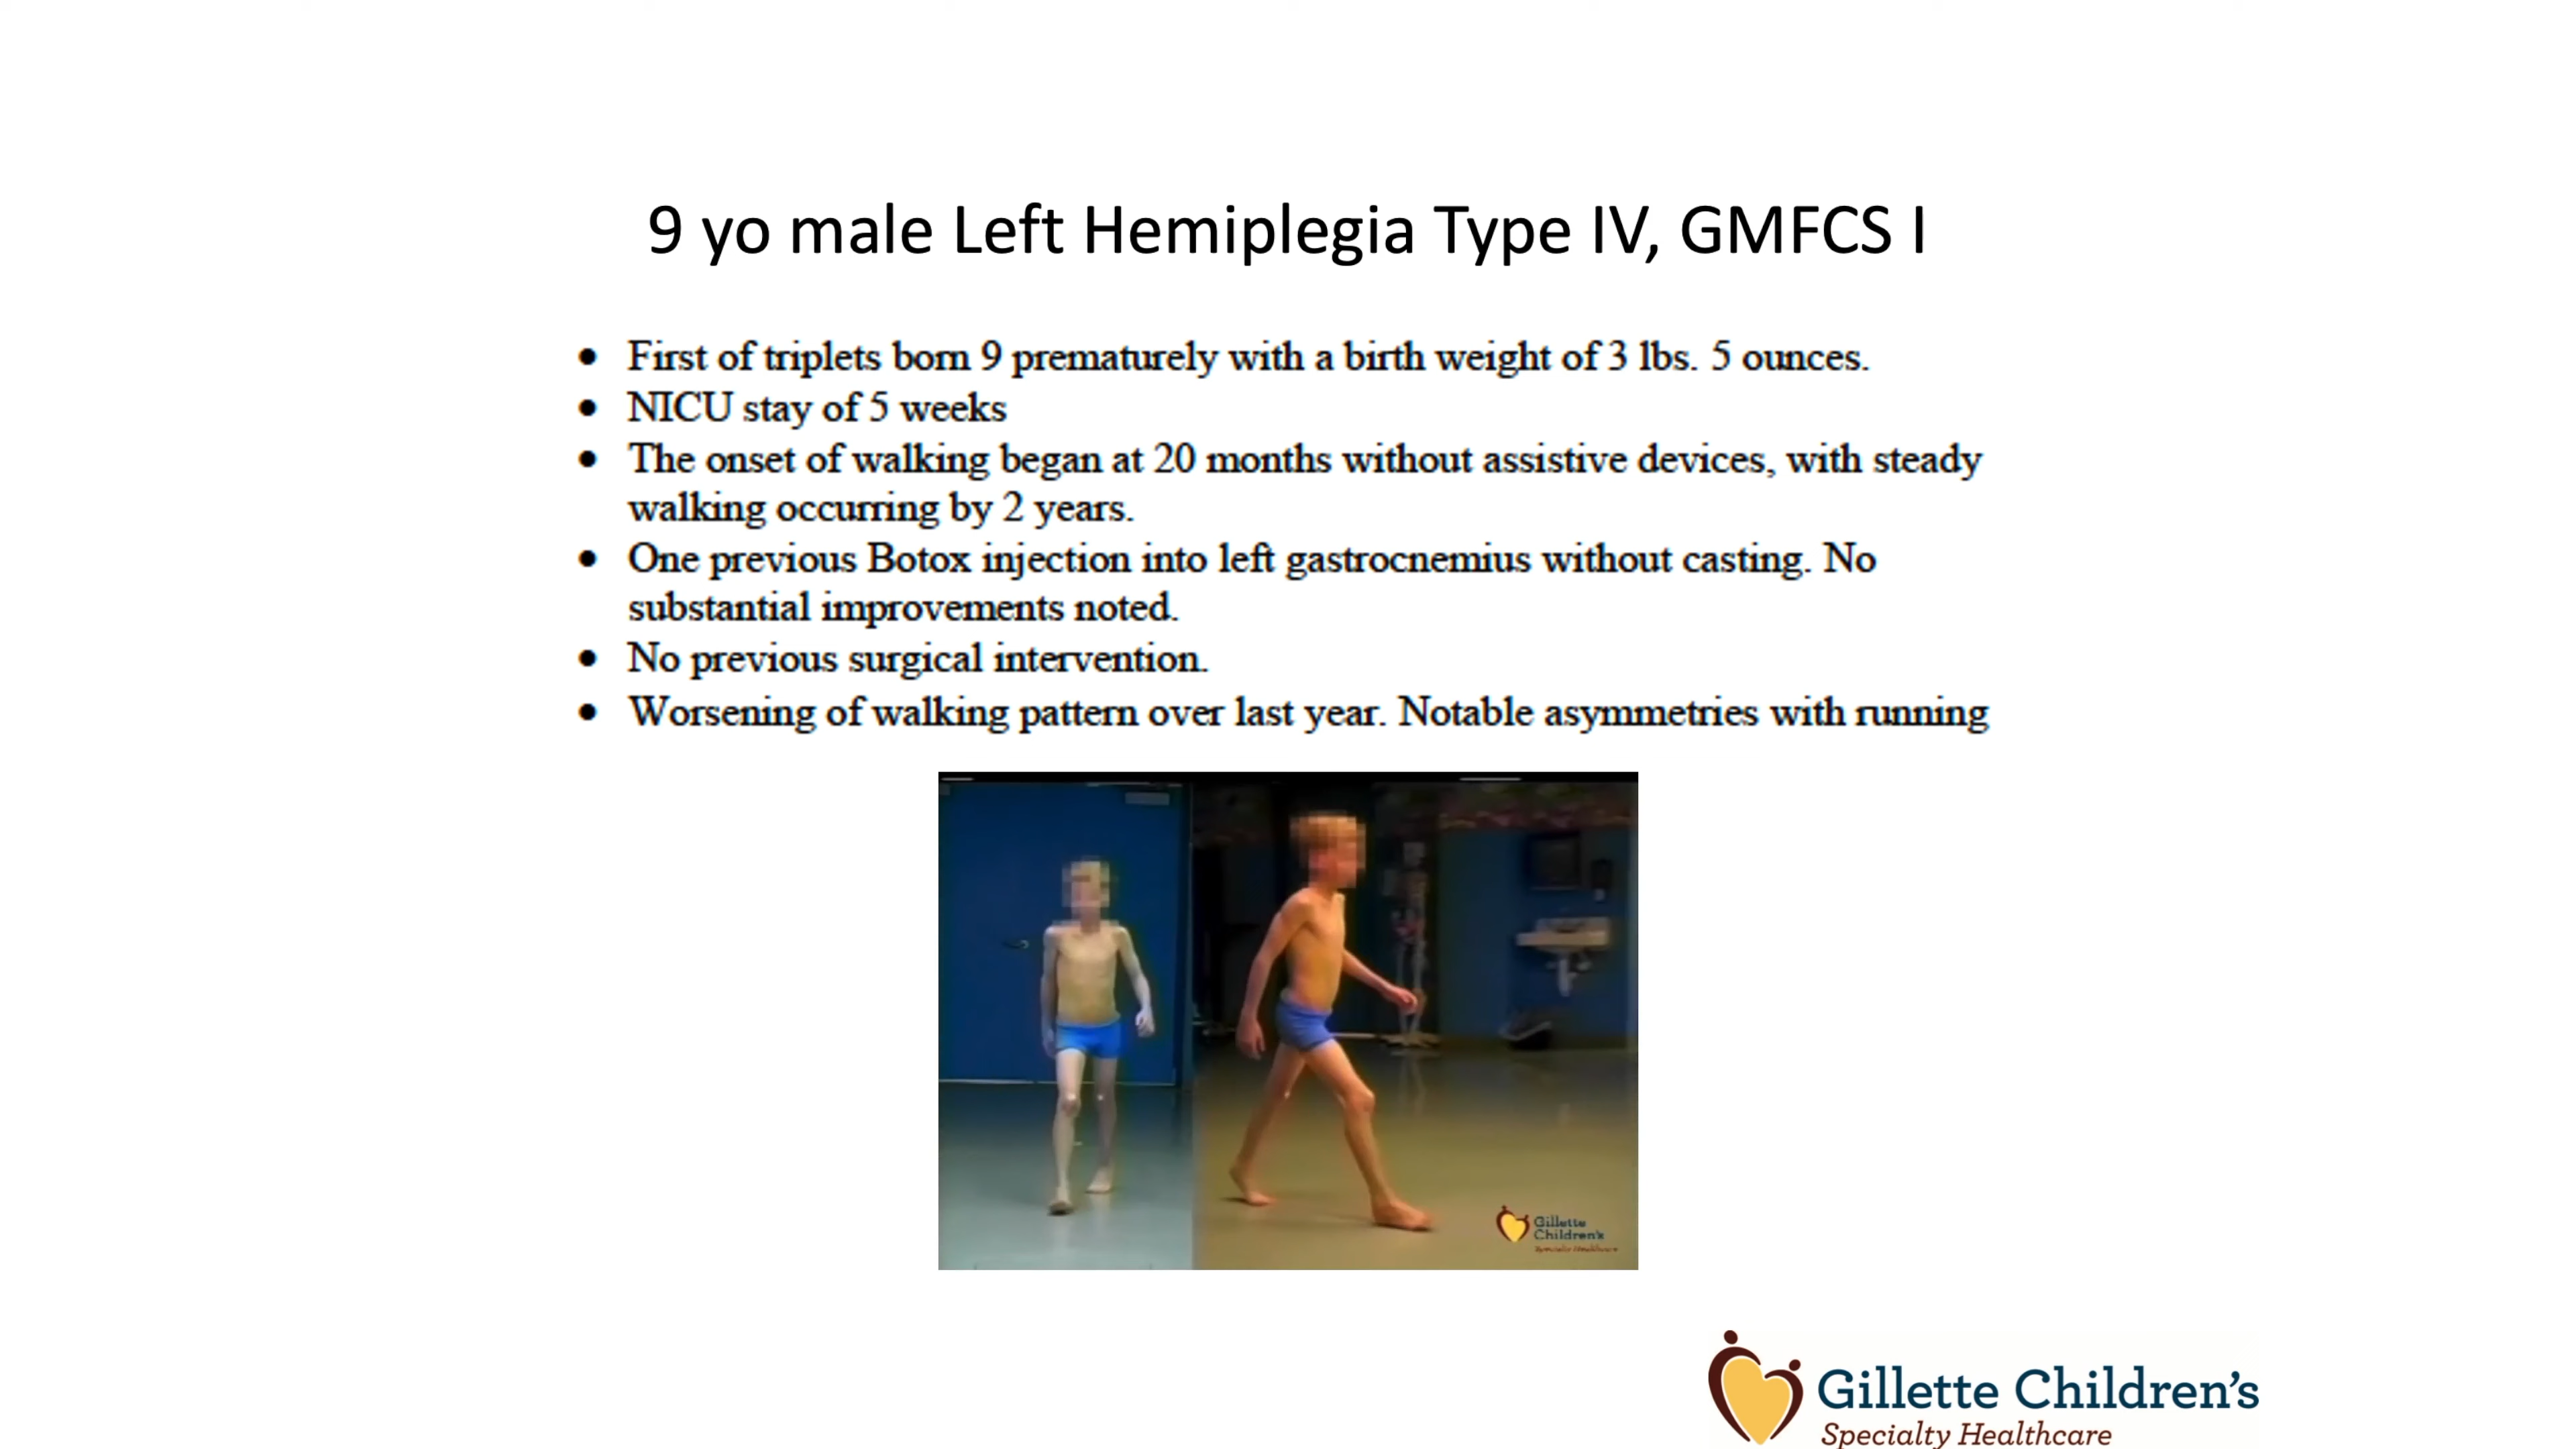 9 yo male Left Hemiplegia Type IV, GMFCS I
• First of triplets born 9 prematurely with a birth weight of 3 lbs. 5 ounces.
• NICU stay of 5 weeks
• The onset of walking began at 20 months without assistive devices, with steady
walking occurring by 2 years.
• One previous Botox injection into left gastrocnemius without casting. No
substantial improvements noted.
• No previous surgical intervention.
• Worsening of walking pattern over last year. Notable asymmetries with running
Gillette
Children's
Specialty Healthcare
Gillette Children's
Specialty Healthcare